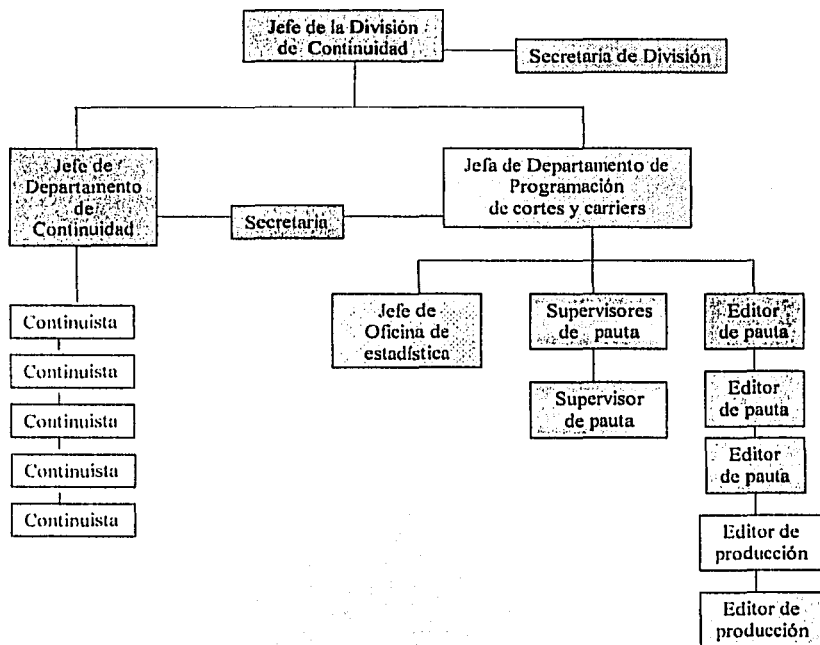 Jefe de la División
de Continuidad
Secretaria de División
Jefe de
Departamento
de
Continuidad
Secretaria
Jefa de Departamento de
Programación
de cortes y carriers
Continuista
Continuista
Continuista
Continuista
Continuista
Jefe de
Oficina de
estadística
Supervisores
de pauta
Supervisor
de pauta
Editor
de pauta
Editor
de pauta
Editor
de pauta
Editor de
producción
Editor de
producción